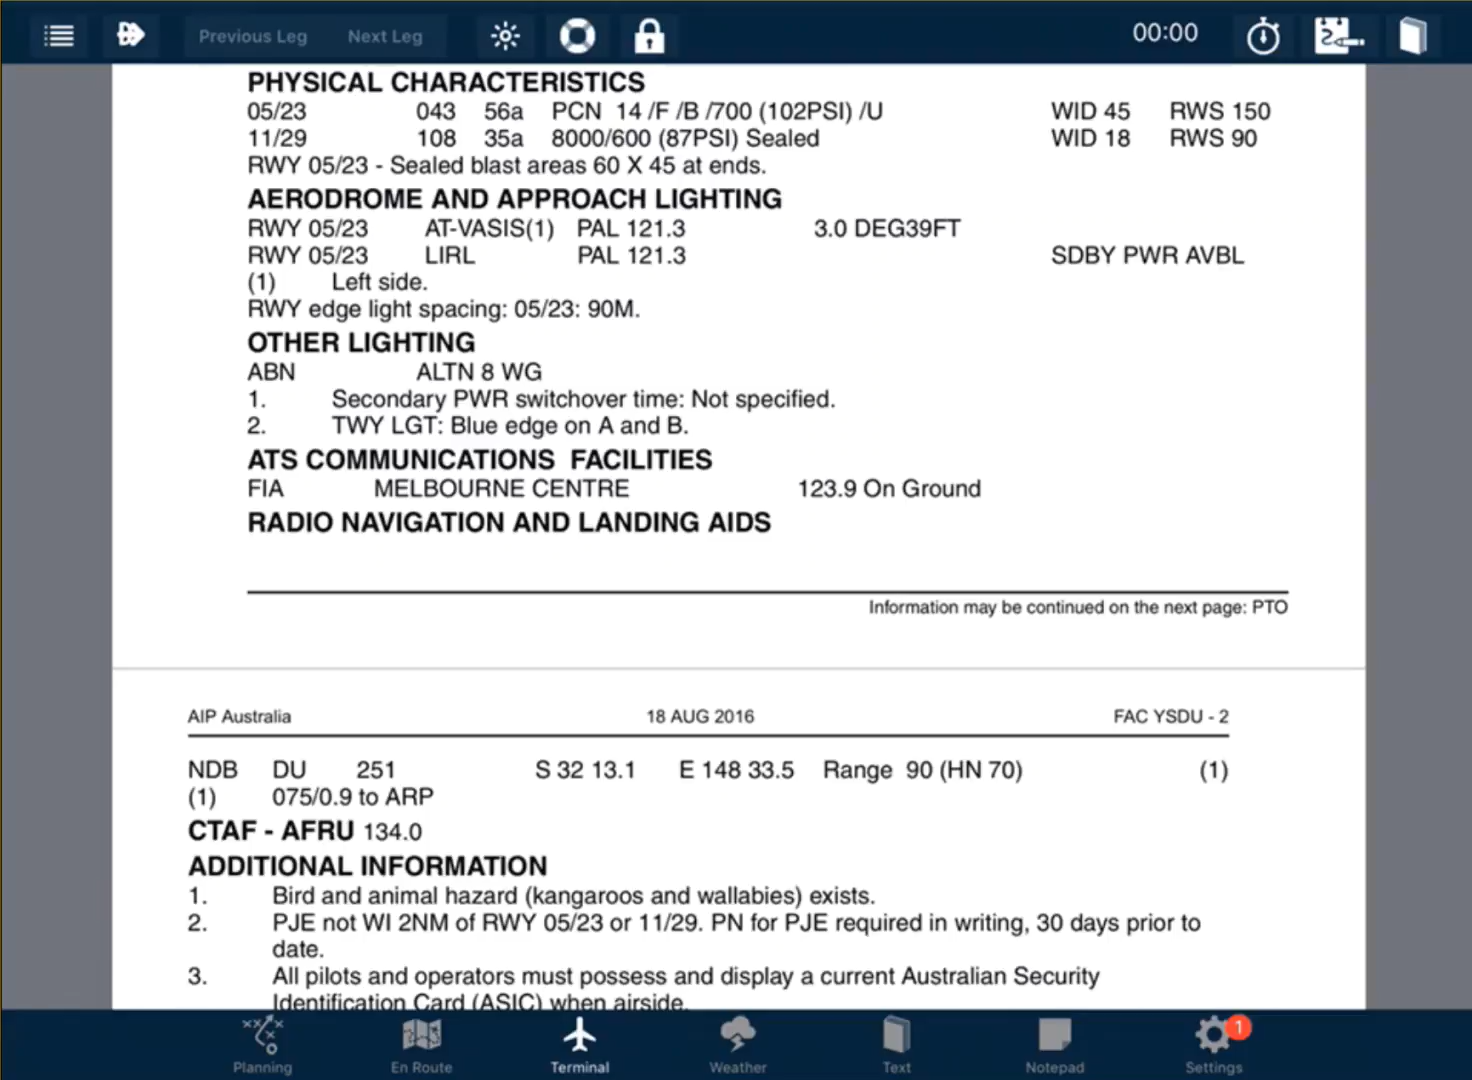 Previous Leg Next Leg 00:00
PHYSICAL CHARACTERISTICS
05/23 043 56a PCN 14 /F /B /700 (102PSI) /U WID 45 RWS 150
11/29 108 35a 8000/600 (87PSI) Sealed WID 18 RWS 90
RWY 05/23 - Sealed blast areas 60 X 45 at ends.
AERODROME AND APPROACH LIGHTING
RWY 05/23 AT-VASIS(1) PAL 121.3 3.0 DEG39FT
RWY 05/23 LIRL PAL 121.3 SDBY PWR AVBL
(1) Left side.
RWY edge light spacing: 05/23: 90M.
OTHER LIGHTING
ABN ALTN 8 WG
1. Secondary PWR switchover time: Not specified.
2. TWY LGT: Blue edge on A and B.
ATS COMMUNICATIONS FACILITIES
FIA MELBOURNE CENTRE 123.9 On Ground
RADIO NAVIGATION AND LANDING AIDS
Information may be continued on the next page: PTO
AIP Australia 18 AUG 2016 FAC YSDU - 2
NDB DU 251 S 32 13.1 E 148 33.5 Range 90 (HN 70) (1)
(1) 075/0.9 to ARP
CTAF - AFRU 134.0
ADDITIONAL INFORMATION
1. Bird and animal hazard (kangaroos and wallabies) exists.
2. PJE not WI 2NM of RWY 05/23 or 11/29. PN for PJE required in writing, 30 days prior to
date.
3. All pilots and operators must possess and display a current Australian Security
Identification Card (ASIC) when airside.
1
Planning En Route Terminal Weather Text Notepad Settings